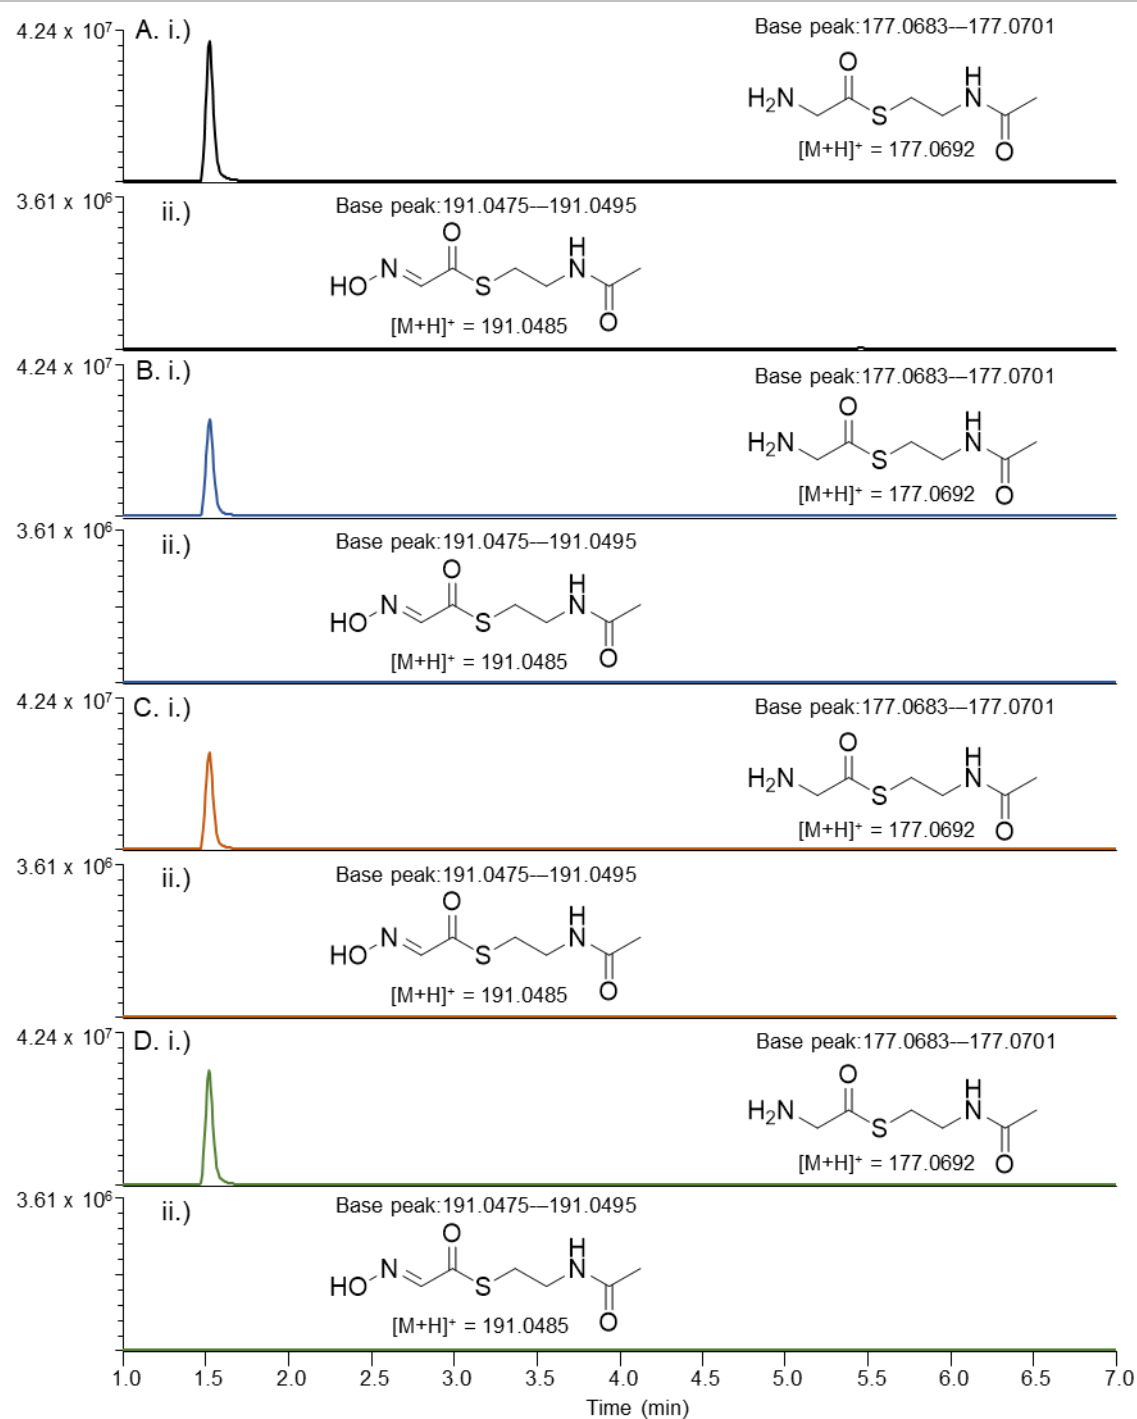 4.24 x 10⁷
A. i.)
Base peak:177.0683-–177.0701
O
H
H₂N
S
N
O
[M+H]⁺ = 177.0692
3.61 x 10⁶
ii.)
Base peak:191.0475-–191.0495
O
H
HO
N
S
N
O
[M+H]⁺ = 191.0485
4.24 x 10⁷
B. i.)
Base peak:177.0683-–177.0701
O
H
H₂N
S
N
O
[M+H]⁺ = 177.0692
3.61 x 10⁶
ii.)
Base peak:191.0475-–191.0495
O
H
HO
N
S
N
O
[M+H]⁺ = 191.0485
4.24 x 10⁷
C. i.)
Base peak:177.0683-–177.0701
O
H
H₂N
S
N
O
[M+H]⁺ = 177.0692
3.61 x 10⁶
ii.)
Base peak:191.0475-–191.0495
O
H
HO
N
S
N
O
[M+H]⁺ = 191.0485
4.24 x 10⁷
D. i.)
Base peak:177.0683-–177.0701
O
H
H₂N
S
N
O
[M+H]⁺ = 177.0692
3.61 x 10⁶
ii.)
Base peak:191.0475-–191.0495
O
H
HO
N
S
N
O
[M+H]⁺ = 191.0485
1.0 1.5 2.0 2.5 3.0 3.5 4.0 4.5 5.0 5.5 6.0 6.5 7.0
Time (min)